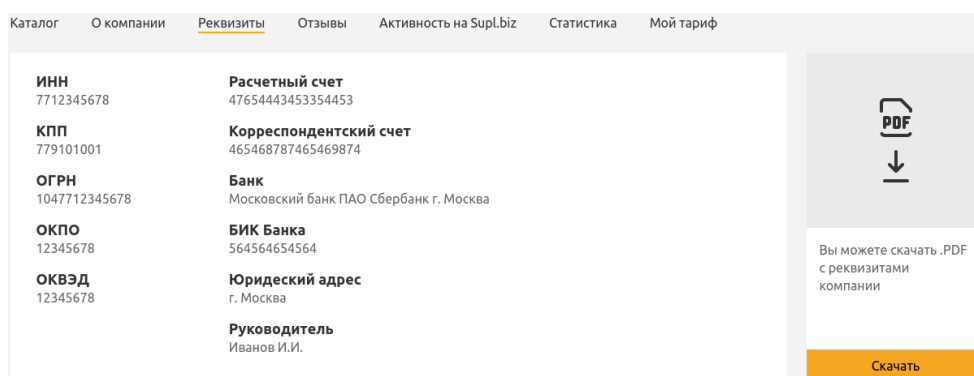 Каталог О компании Реквизиты Отзывы Активность на Supl.biz Статистика Мой тариф
ИНН
7712345678
КПП
779101001
ОГРН
1047712345678
ОКПО
12345678
ОКВЭД
12345678
Расчетный счет
47654443453354453
Корреспондентский счет
465468787465469874
Банк
Московский банк ПАО Сбербанк г. Москва
БИК Банка
564564654564
Юридеский адрес
г. Москва
Руководитель
Иванов И.И.
PDF
Вы можете скачать .PDF
с реквизитами
компании
Скачать